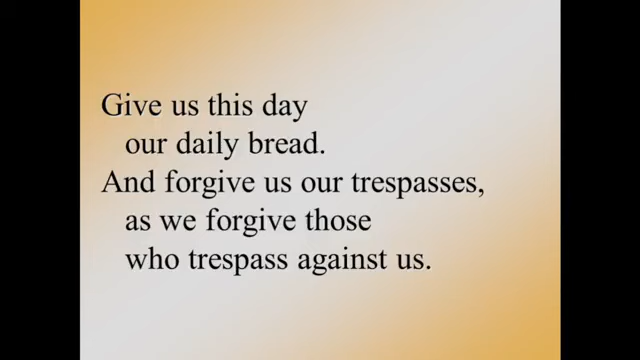 Give us this day
our daily bread.
And forgive us our trespasses,
as we forgive those
who trespass against us.